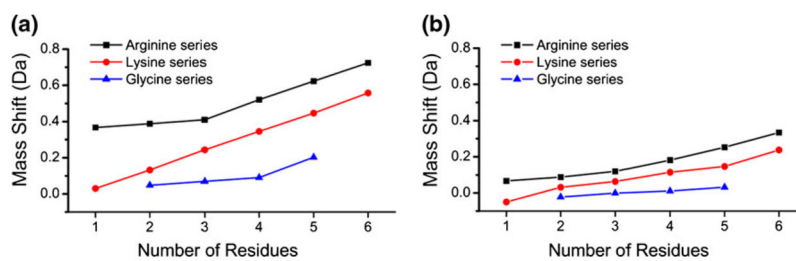 (a)
Arginine series
Lysine series
Glycine series
Mass Shift (Da)
0.8
0.6
0.4
0.2
0.0
1 2 3 4 5 6
Number of Residues
(b)
Arginine series
Lysine series
Glycine series
Mass Shift (Da)
0.8
0.6
0.4
0.2
0.0
1 2 3 4 5 6
Number of Residues